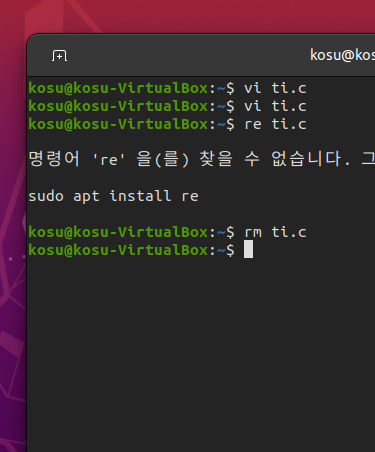 kosu@kosu
kosu@kosu-VirtualBox:~$ vi ti.c
kosu@kosu-VirtualBox:~$ vi ti.c
kosu@kosu-VirtualBox:~$ re ti.c
명령어 're' 을(를) 찾을 수 없습니다. 그
sudo apt install re
kosu@kosu-VirtualBox:~$ rm ti.c
kosu@kosu-VirtualBox:~$